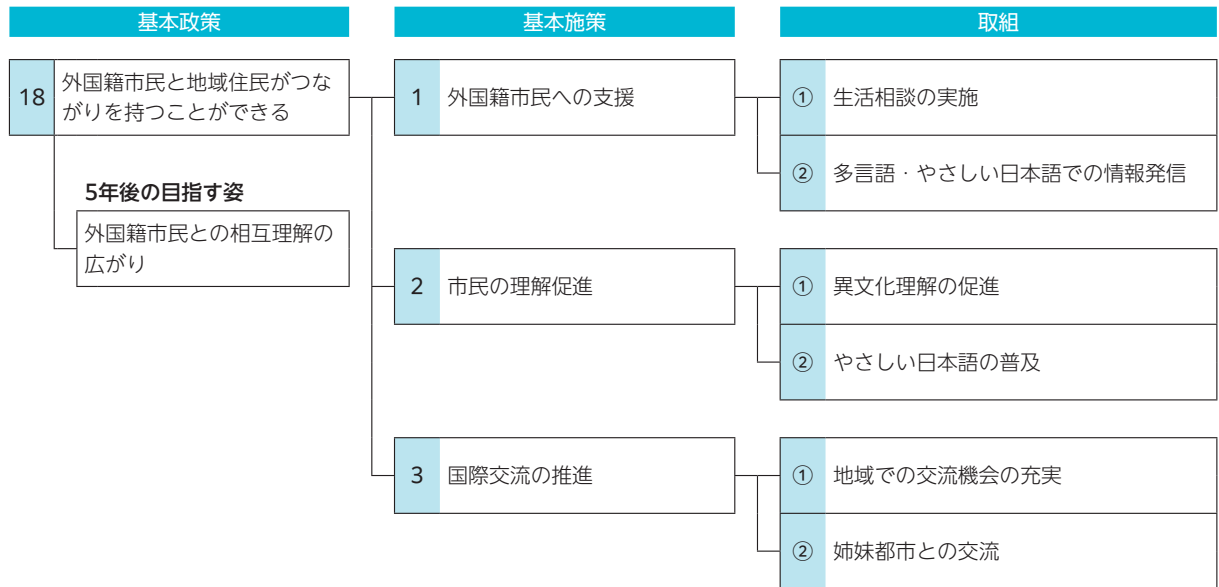 基本政策
基本施策
取組
18
外国籍市民と地域住民がつな
がりを持つことができる
5年後の目指す姿
外国籍市民との相互理解の
広がり
1 外国籍市民への支援
① 生活相談の実施
② 多言語・やさしい日本語での情報発信
2 市民の理解促進
① 異文化理解の促進
② やさしい日本語の普及
3 国際交流の推進
① 地域での交流機会の充実
② 姉妹都市との交流